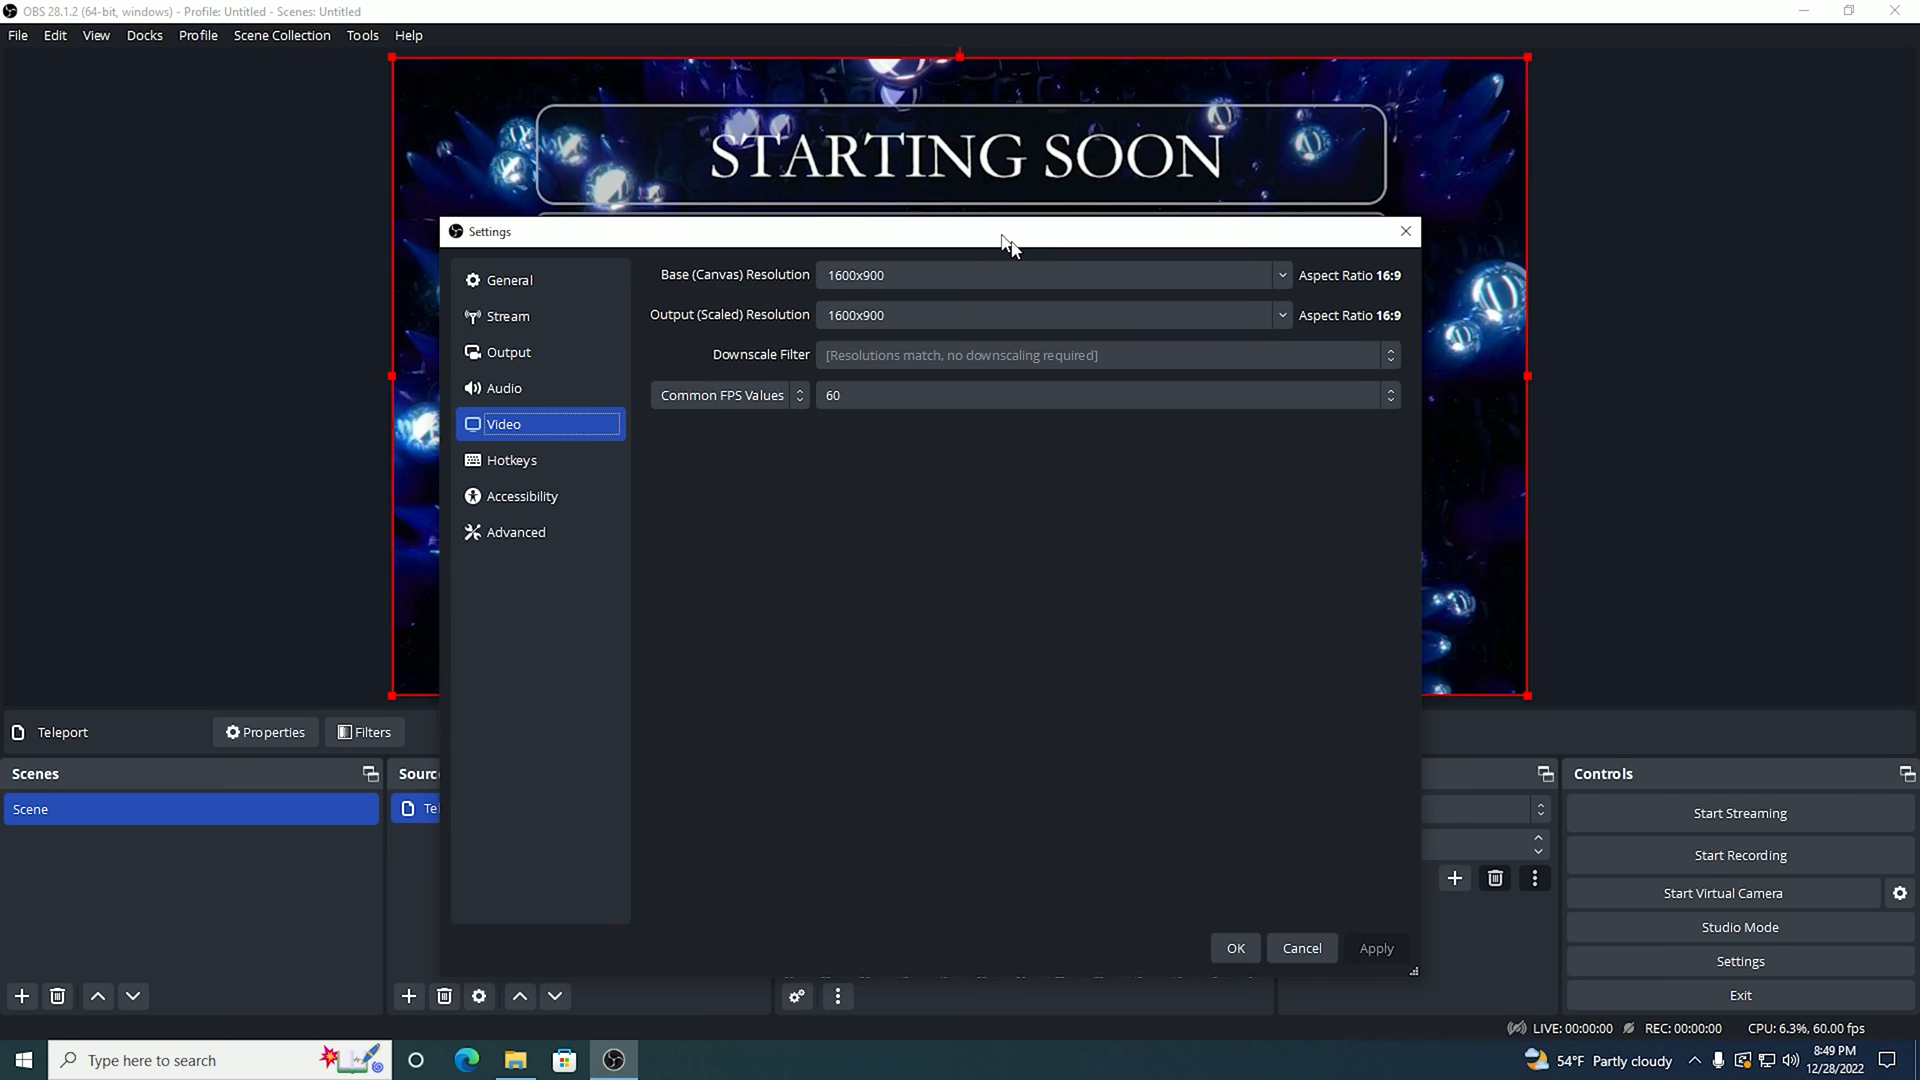 OBS 28.1.2 (64-bit, windows) - Profile: Untitled - Scenes: Untitled
File Edit View Docks Profile Scene Collection Tools Help
STARTING SOON
Settings
General
Stream
Output
Audio
Video
Hotkeys
Accessibility
Advanced
Base (Canvas) Resolution 1600x900 Aspect Ratio 16:9
Output (Scaled) Resolution 1600x900 Aspect Ratio 16:9
Downscale Filter [Resolutions match, no downscaling required]
Common FPS Values 60
OK Cancel Apply
Teleport Properties Filters
Scenes
Scene
Sourc
Tel
Controls
Start Streaming
Start Recording
Start Virtual Camera
Studio Mode
Settings
Exit
LIVE: 00:00:00 REC: 00:00:00 CPU: 6.3%, 60.00 fps
Type here to search
54°F Partly cloudy
8:49 PM
12/28/2022